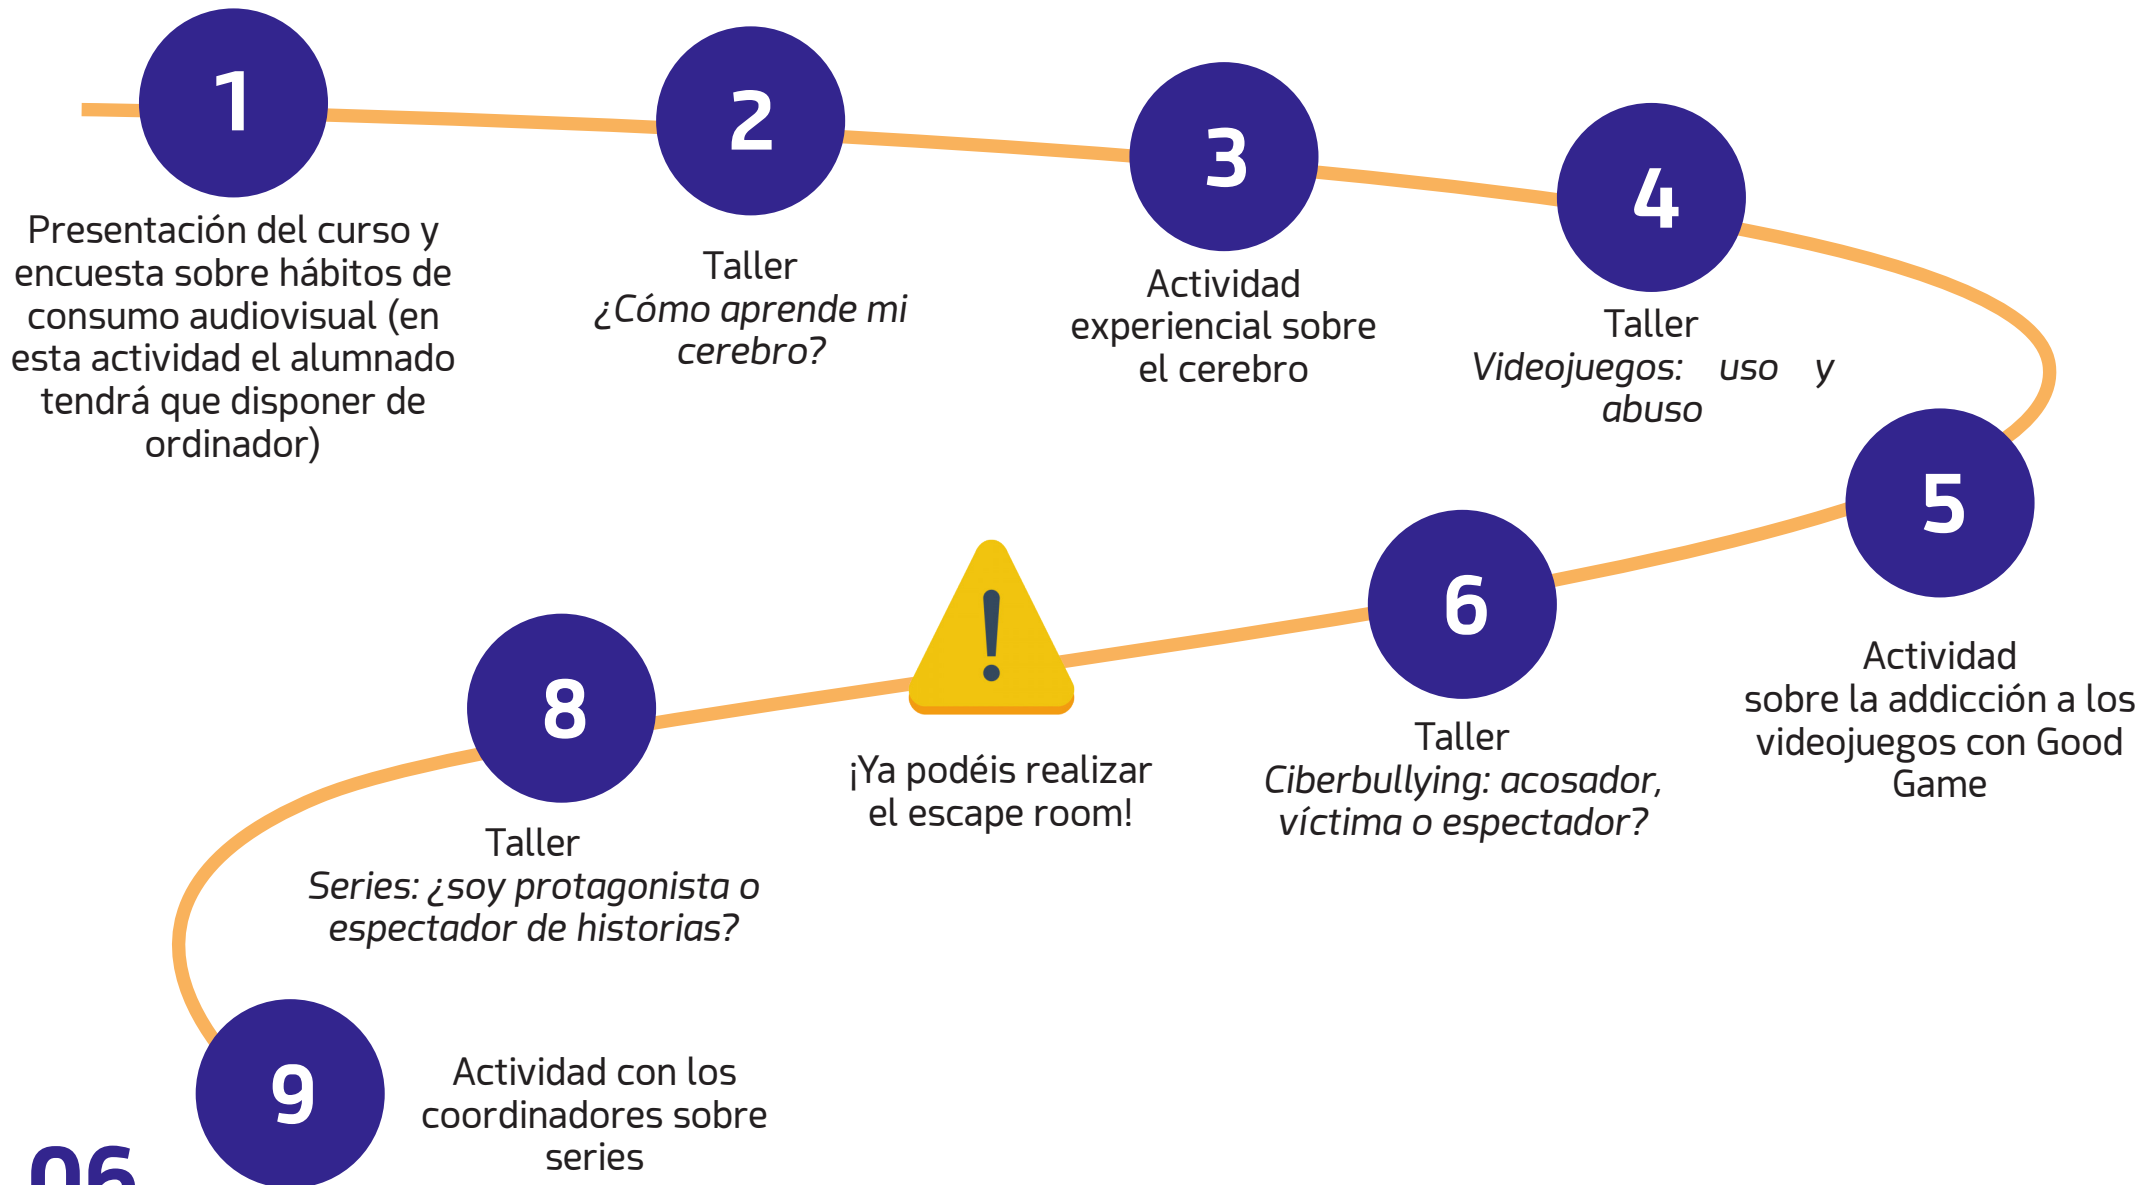 1
Presentación del curso y
encuesta sobre hábitos de
consumo audiovisual (en
esta actividad el alumnado
tendrá que disponer de
ordinador)
2
Taller
¿Cómo aprende mi
cerebro?
3
Actividad
experiencial sobre
el cerebro
4
Taller
Videojuegos: uso y
abuso
5
Actividad
sobre la addicción a los
videojuegos con Good
Game
6
Taller
Ciberbullying: acosador,
víctima o espectador?
!
¡Ya podéis realizar
el escape room!
8
Taller
Series: ¿soy protagonista o
espectador de historias?
9
Actividad con los
coordinadores sobre
series
06